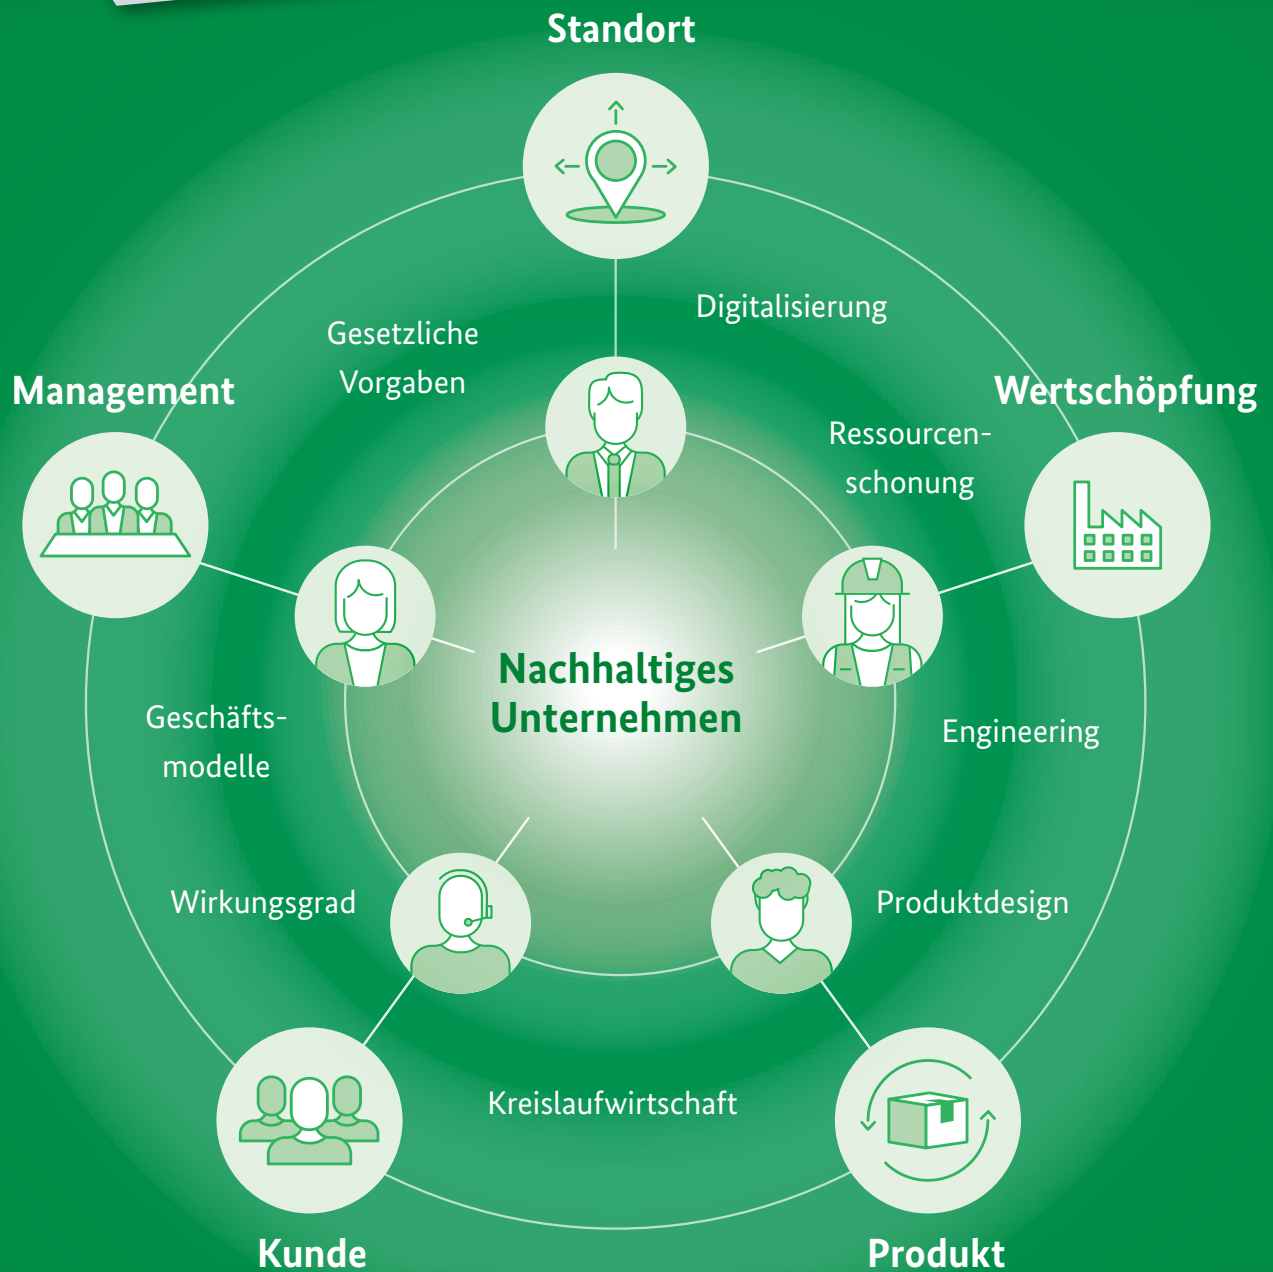 Standort
Digitalisierung
Gesetzliche
Vorgaben
Management
Wertschöpfung
Ressourcen-
schonung
Nachhaltiges
Unternehmen
Geschäfts-
modelle
Engineering
Wirkungsgrad
Produktdesign
Kreislaufwirtschaft
Kunde
Produkt